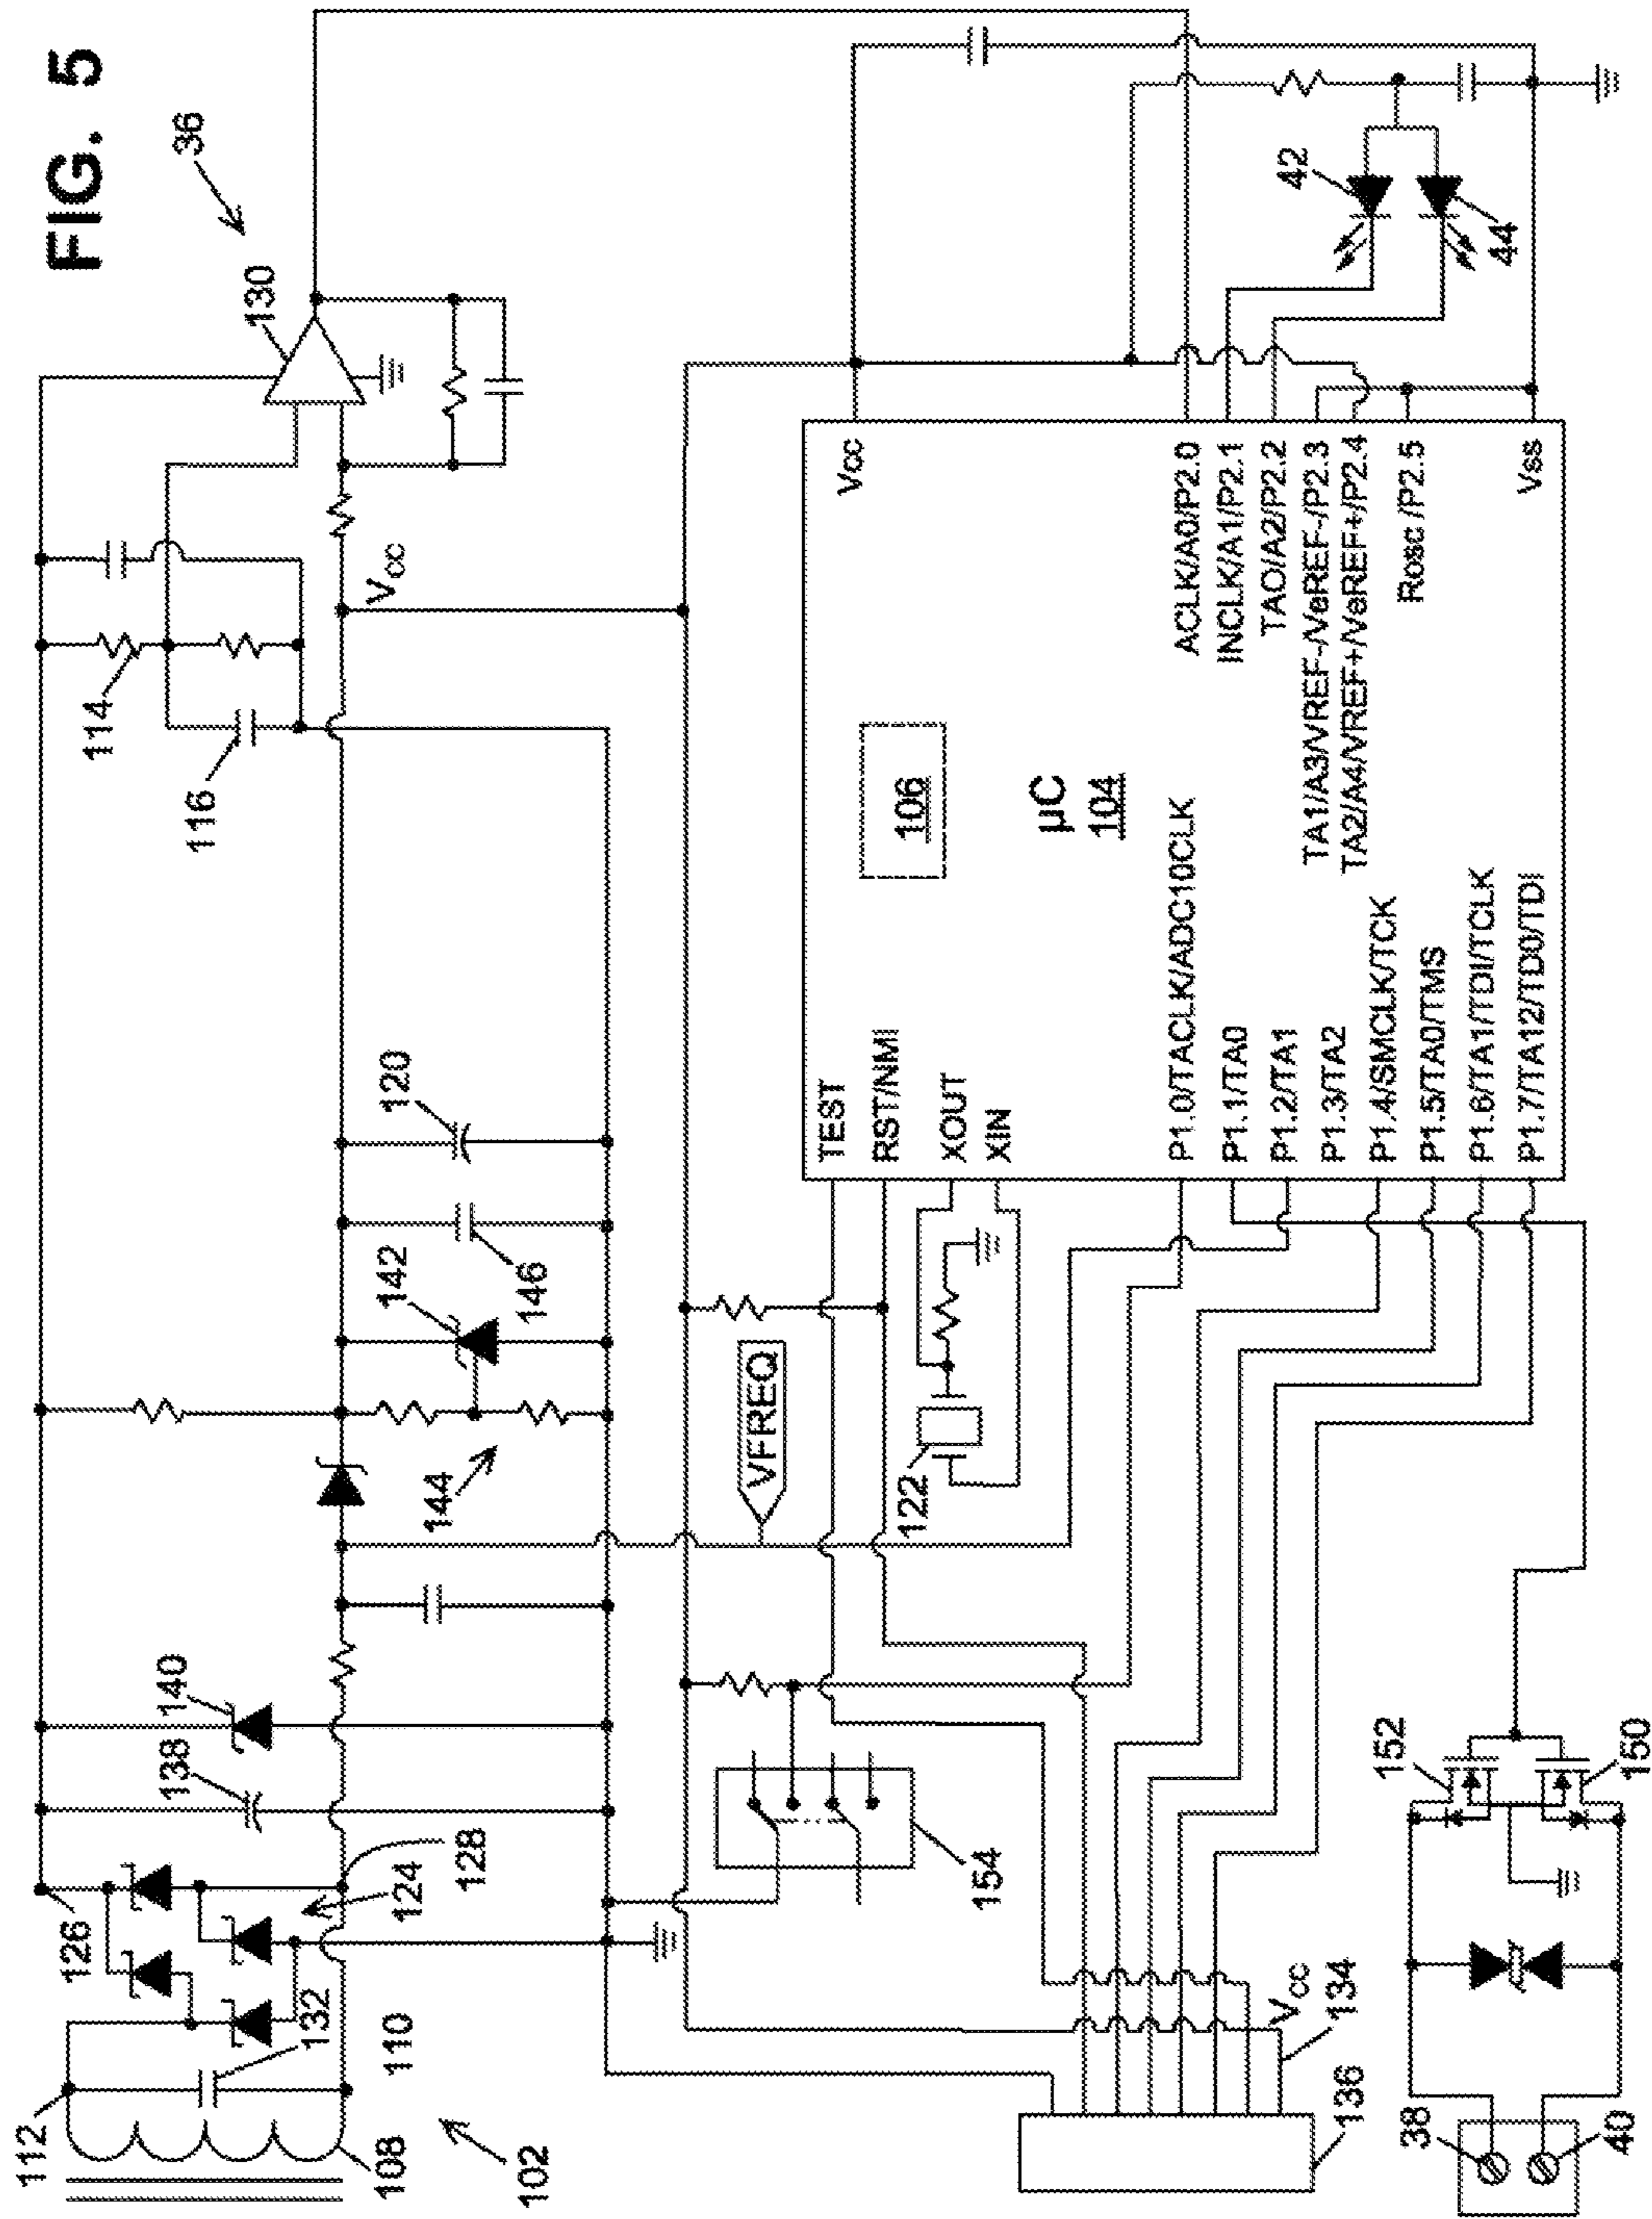 FIG. 5
36
130
114
116
Vcc
120
142
146
144
VFREQ
140
138
126
128
124
132
112
110
108
102
122
154
Vcc
134
136
µC
104
106
TEST
RST/NMI
XOUT
XIN
P1.0/TACLK/ADC10CLK
P1.1/TA0
P1.2/TA1
P1.3/TA2
P1.4/SMCLK/TCK
P1.5/TA0/TMS
P1.6/TA1/TDI/TCLK
P1.7/TA12/TD0/TDI
Vcc
ACLK/A0/P2.0
INCLK/A1/P2.1
TAO/A2/P2.2
TA1/A3/VREF-/VeREF-/P2.3
TA2/A4/VREF+/VeREF+/P2.4
Rosc /P2.5
Vss
42
44
152
150
38
40